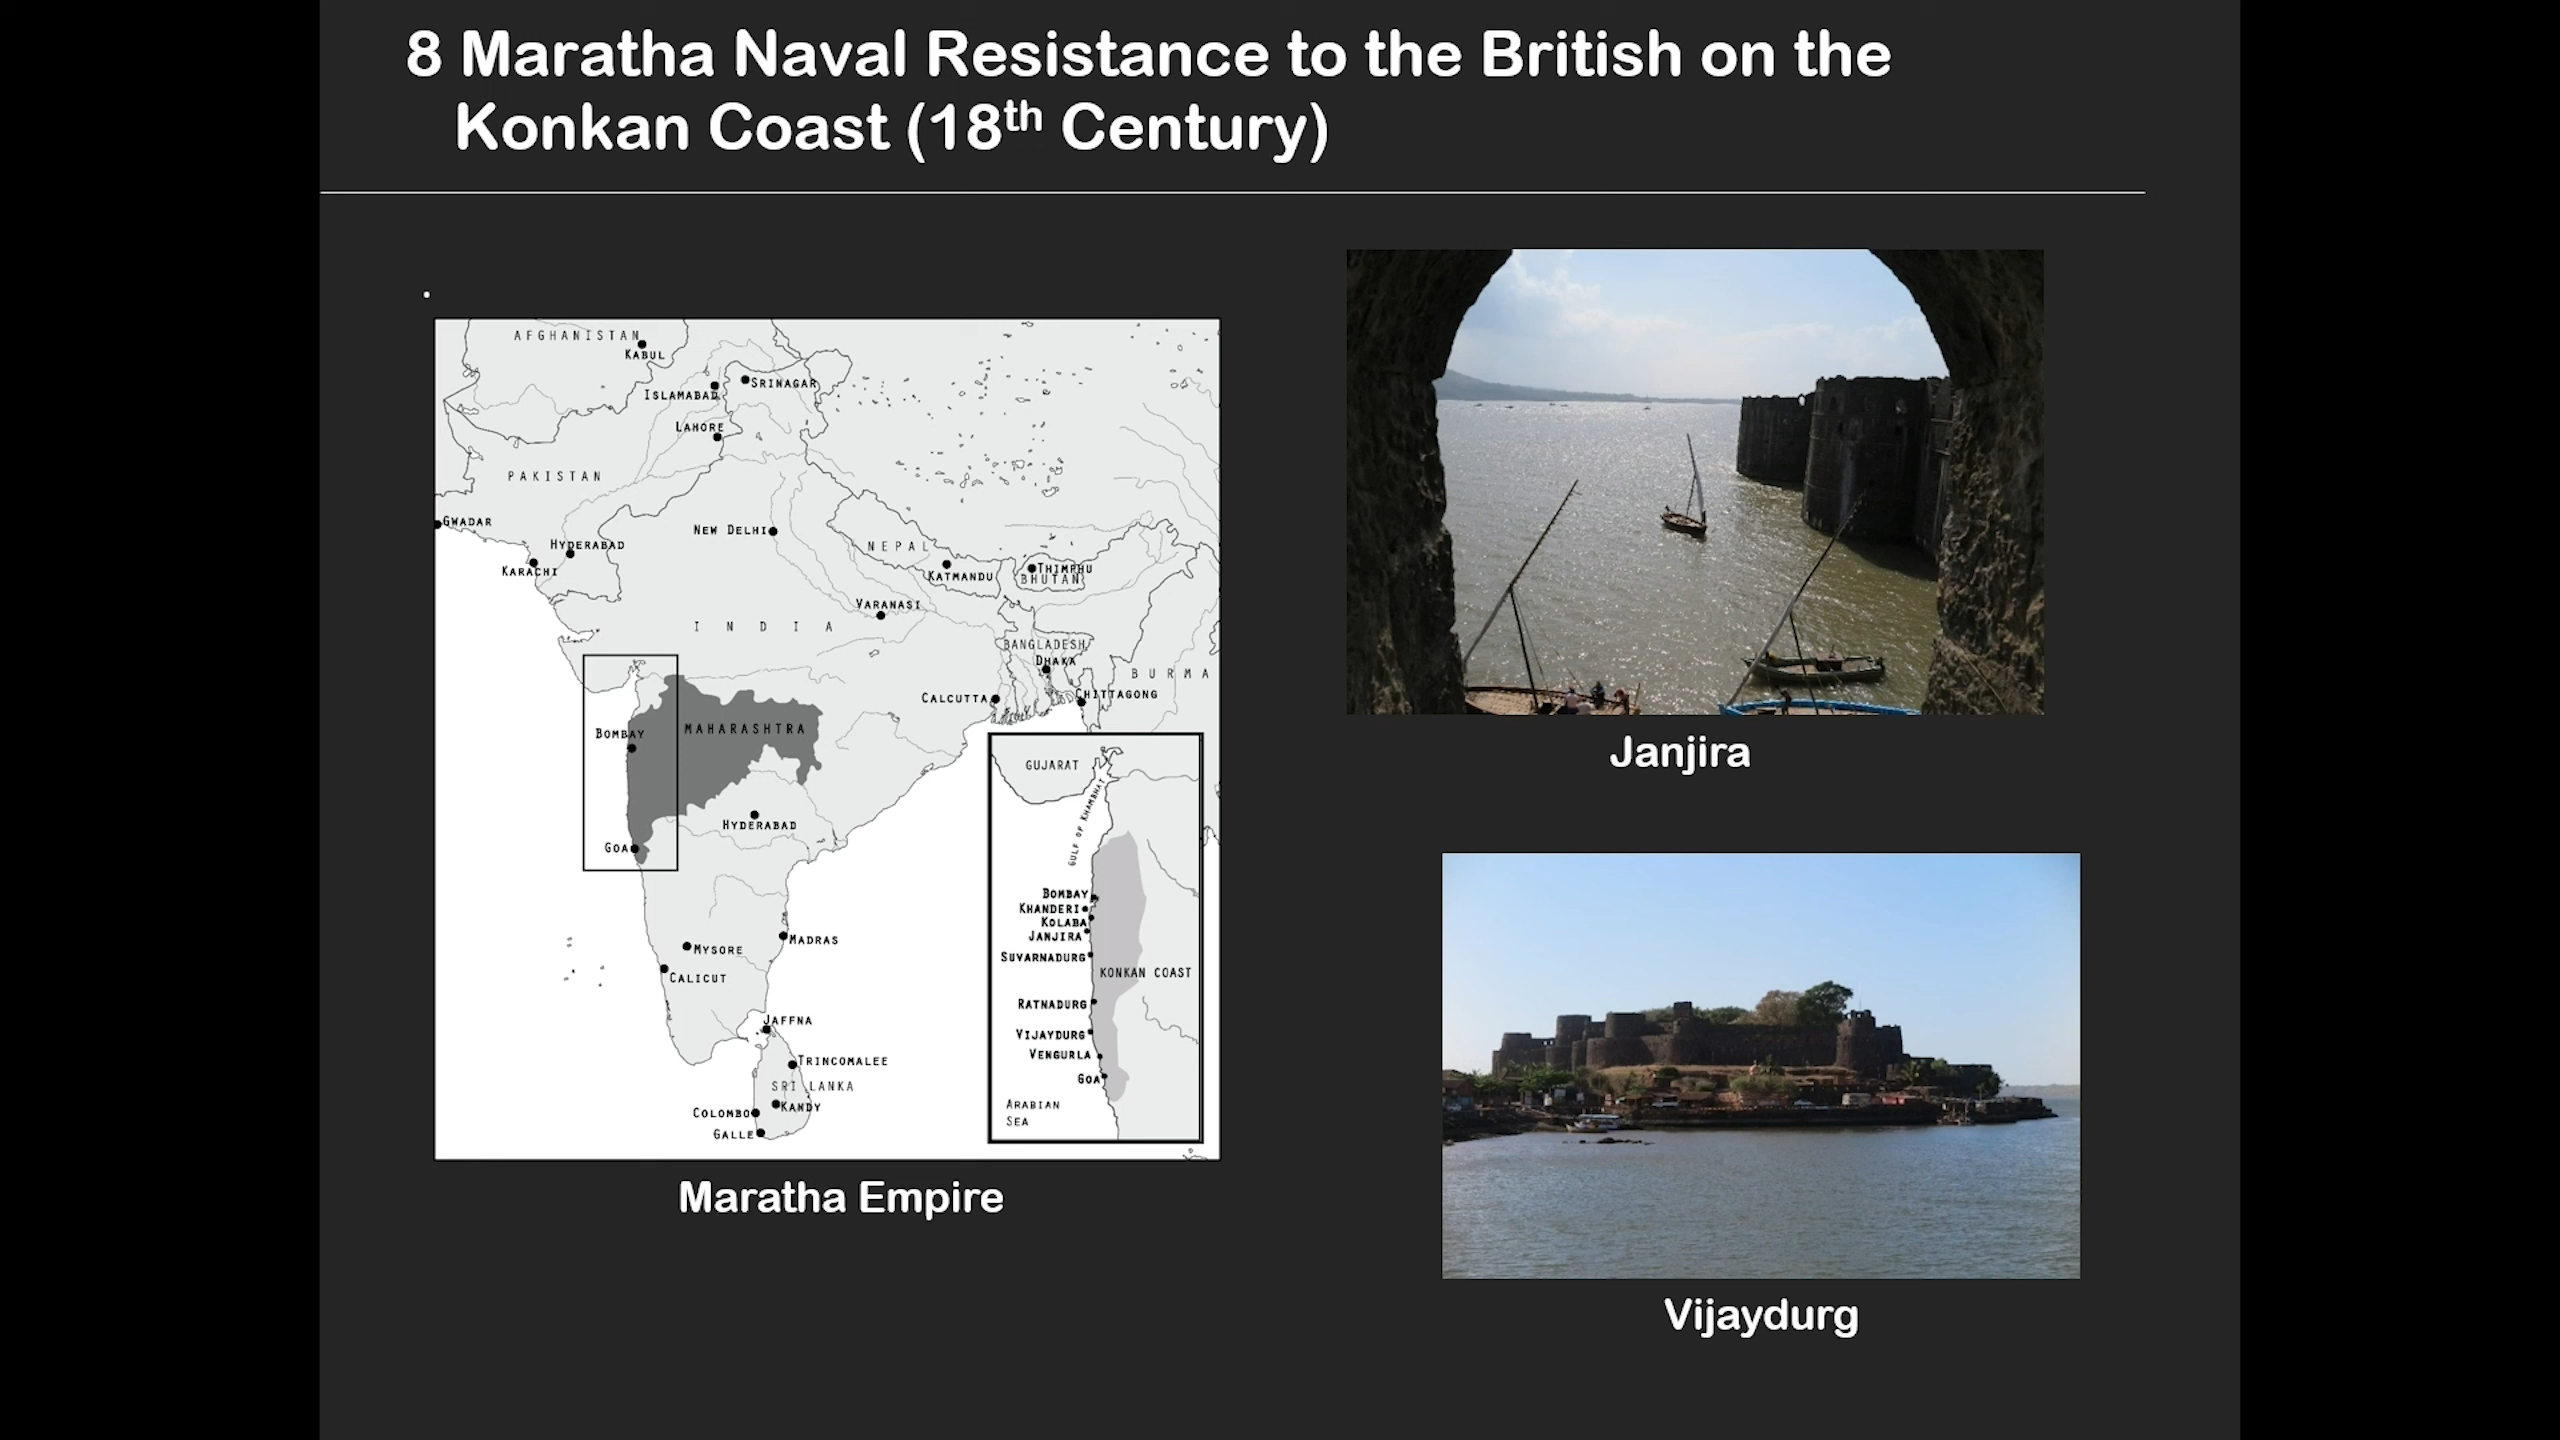 8 Maratha Naval Resistance to the British on the
Konkan Coast (18th Century)
AFGHANISTAN
KABUL
SRINAGAR
ISLAMABAD
LAHORE
PAKISTAN
GWADAR
NEW DELHI
HYDERABAD
KARACHI
NEPAL
KATMANDU
THIMPHU
BHUTAN
VARANASI
INDIA
BANGLADESH
DHAKA
BURMA
CALCUTTA
CHITTAGONG
BOMBAY
MAHARASHTRA
HYDERABAD
GOA
MADRAS
MYSORE
CALICUT
JAFFNA
TRINCOMALEE
SRI LANKA
KANDY
COLOMBO
GALLE
GUJARAT
GULF OF KHAMBHAT
BOMBAY
KHANDERI
KOLABA
JANJIRA
SUVARNADURG
KONKAN COAST
RATNADURG
VIJAYDURG
VENGURLA
GOA
ARABIAN
SEA
Maratha Empire
Janjira
Vijaydurg